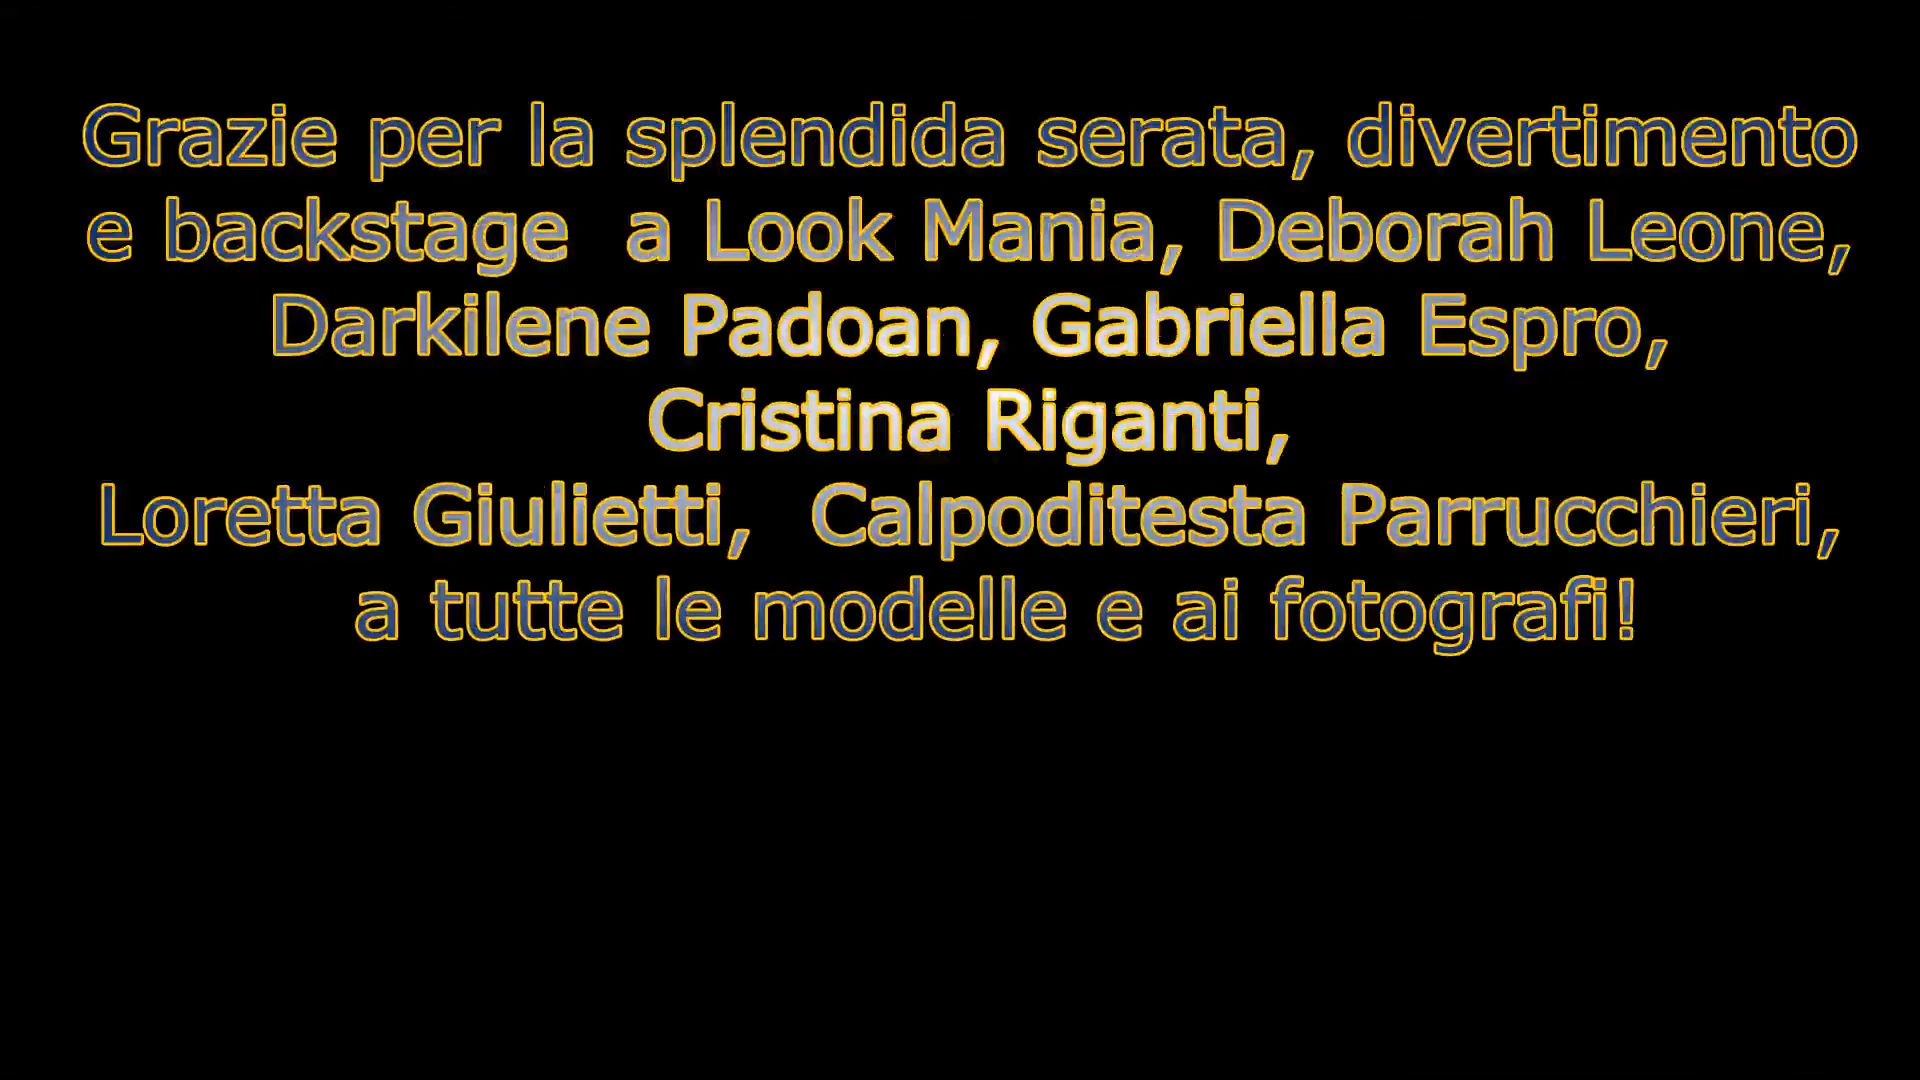 Grazie per la splendida serata, divertimento
e backstage  a Look Mania, Deborah Leone,
Darkilene Padoan, Gabriella Espro,
Cristina Riganti,
Loretta Giulietti,  Calpoditesta Parrucchieri,
a tutte le modelle e ai fotografi!